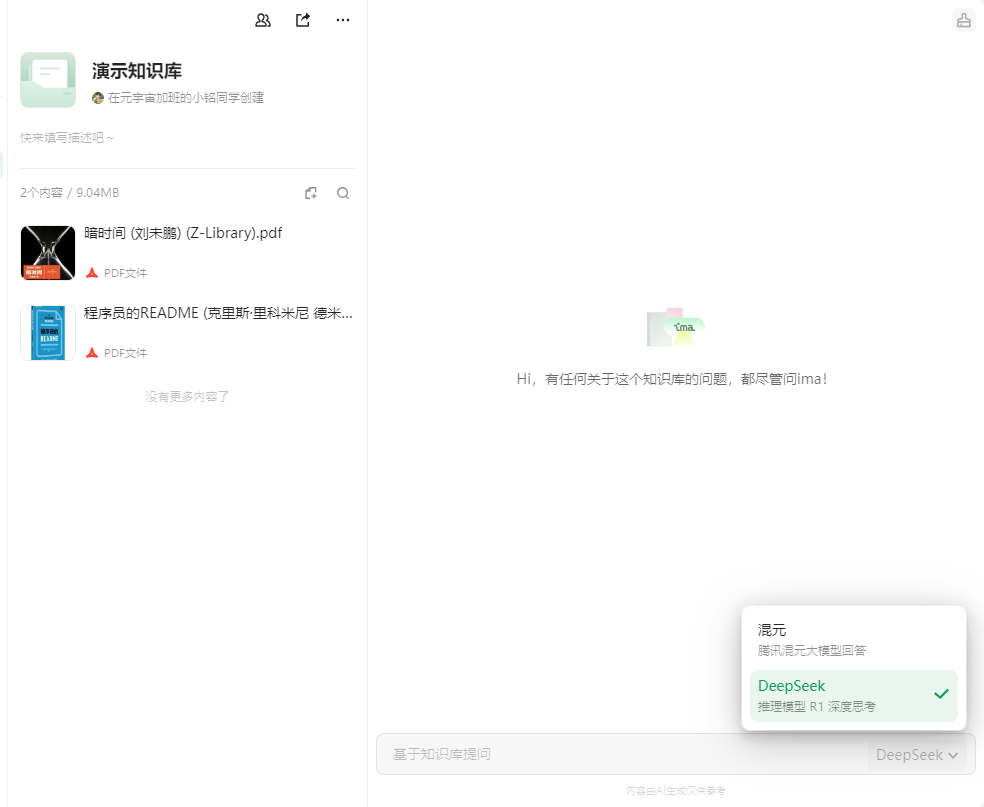 演示知识库
在元宇宙加班的小铭同学创建
快来填写描述吧~
2个内容 / 9.04MB
暗时间 (刘未鹏) (Z-Library).pdf
PDF文件
程序员的README (克里斯·里科米尼 德米...
README
PDF文件
没有更多内容了
ima.
Hi，有任何关于这个知识库的问题，都尽管问ima！
混元
腾讯混元大模型回答
DeepSeek
推理模型 R1 深度思考
基于知识库提问
DeepSeek
内容由AI生成仅供参考